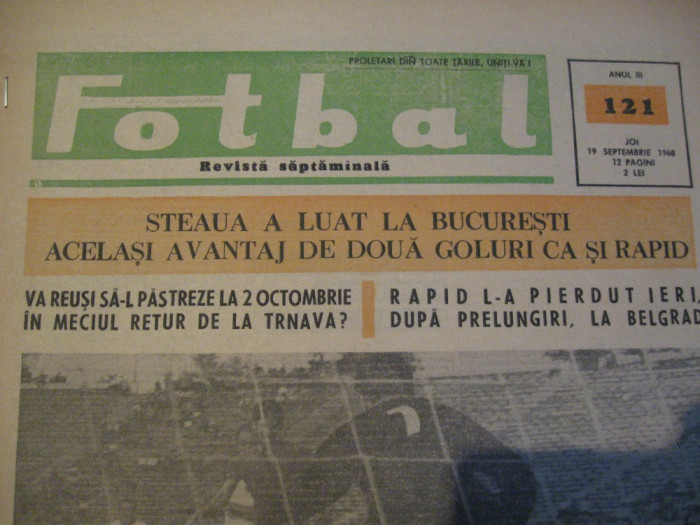 PROLETARI DIN TOATE ȚĂRILE, UNIȚI-VĂ !
Fotbal
Revistă săptăminală
ANUL III
121
JOI
19 SEPTEMBRIE 1968
12 PAGINI
2 LEI
STEAUA A LUAT LA BUCUREȘTI
ACELAȘI AVANTAJ DE DOUĂ GOLURI CA ȘI RAPID
VA REUȘI SĂ-L PĂSTREZE LA 2 OCTOMBRIE
ÎN MECIUL RETUR DE LA TRNAVA?
RAPID L-A PIERDUT IERI,
DUPĂ PRELUNGIRI, LA BELGRAD